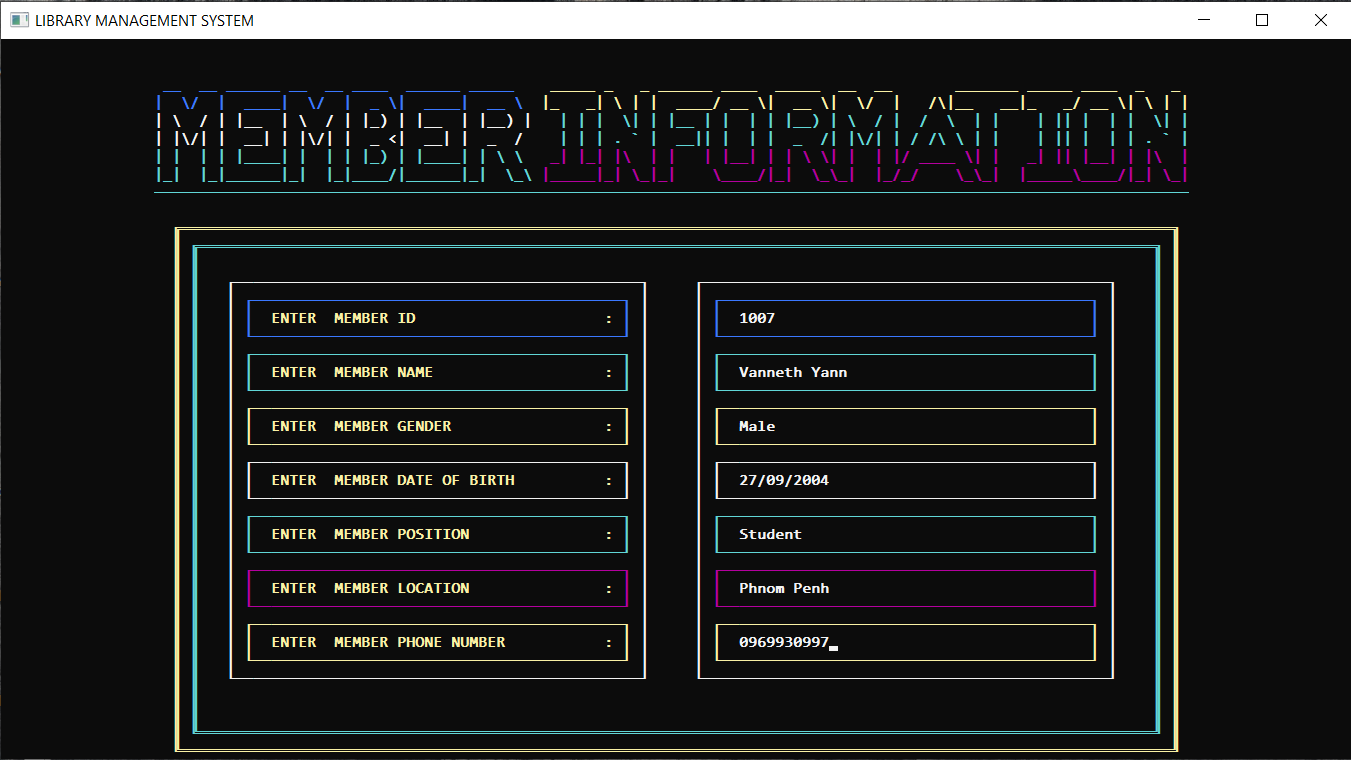 LIBRARY MANAGEMENT SYSTEM
MEMBER INFORMATION
ENTER MEMBER ID : 1007
ENTER MEMBER NAME : Vanneth Yann
ENTER MEMBER GENDER : Male
ENTER MEMBER DATE OF BIRTH : 27/09/2004
ENTER MEMBER POSITION : Student
ENTER MEMBER LOCATION : Phnom Penh
ENTER MEMBER PHONE NUMBER : 0969930997